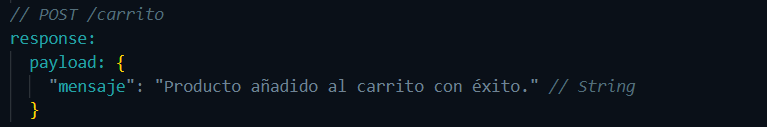 // POST /carrito
response:
  payload: {
    "mensaje": "Producto añadido al carrito con éxito." // String
  }